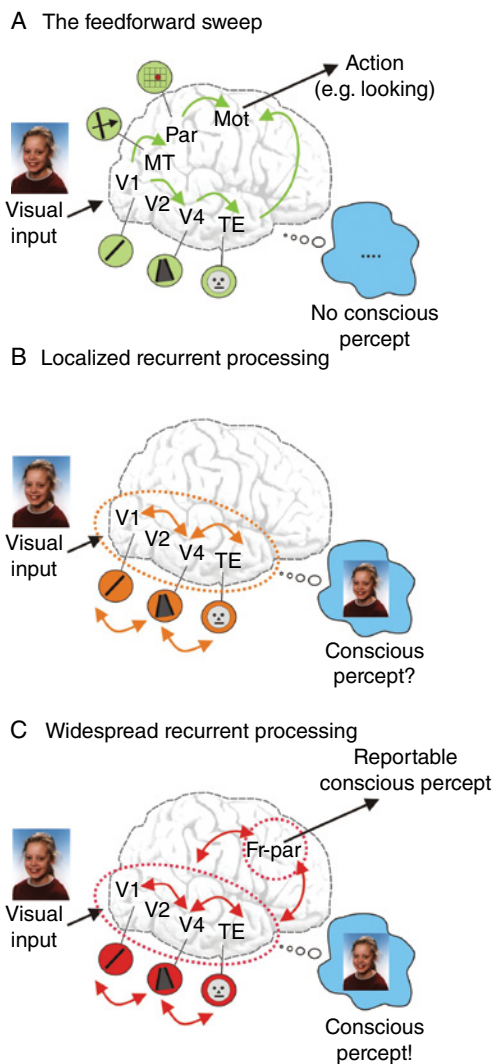 A The feedforward sweep
Action
(e.g. looking)
Mot
Par
MT
V1
V2
V4
TE
Visual
input
....
No conscious
percept
B Localized recurrent processing
V1
V2
V4
TE
Visual
input
Conscious
percept?
C Widespread recurrent processing
Reportable
conscious percept
Fr-par
V1
V2
V4
TE
Visual
input
Conscious
percept!